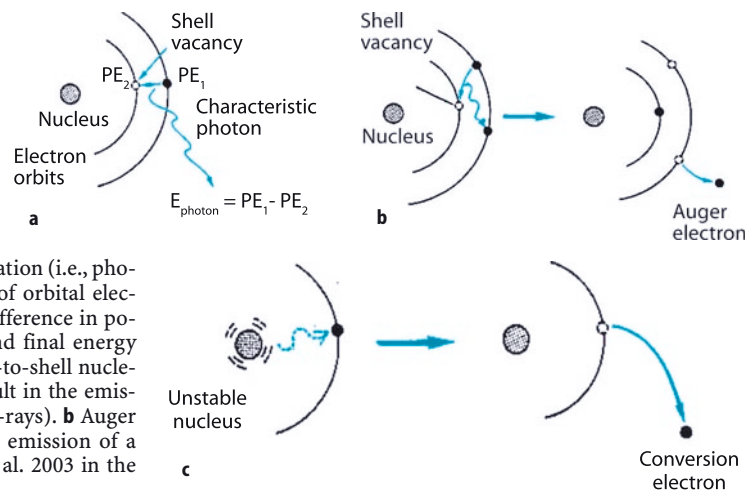 Shell
vacancy
PE2
PE1
Nucleus
Characteristic
photon
Electron
orbits
Ephoton = PE1- PE2
a
Shell
vacancy
Nucleus
b
Auger
electron
ation (i.e., pho-
of orbital elec-
fference in po-
nd final energy
-to-shell nucle-
ult in the emis-
-rays). b Auger
emission of a
al. 2003 in the
Unstable
nucleus
c
Conversion
electron